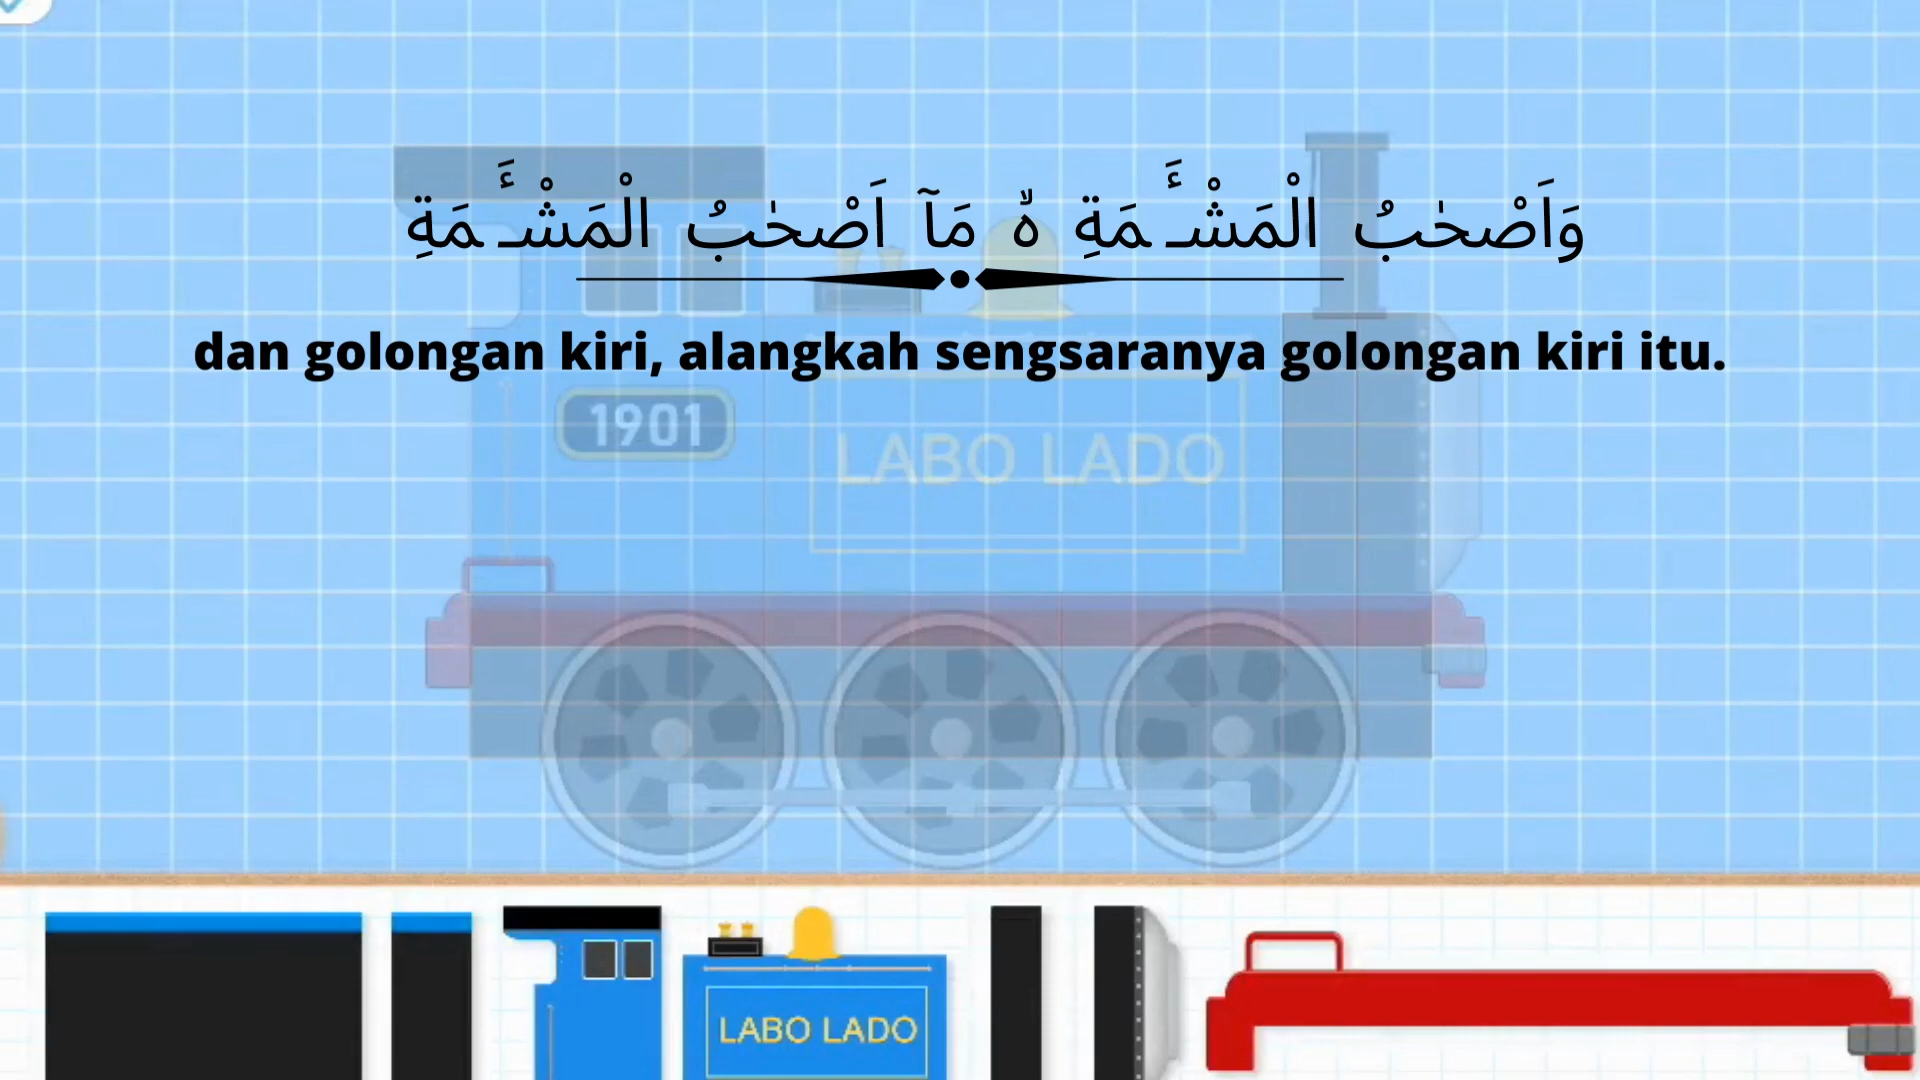 وَاَصْحٰبُ الْمَشْـَٔمَةِ ەۙ مَآ اَصْحٰبُ الْمَشْـَٔمَةِ
dan golongan kiri, alangkah sengsaranya golongan kiri itu.
1901
LABO LADO
LABO LADO